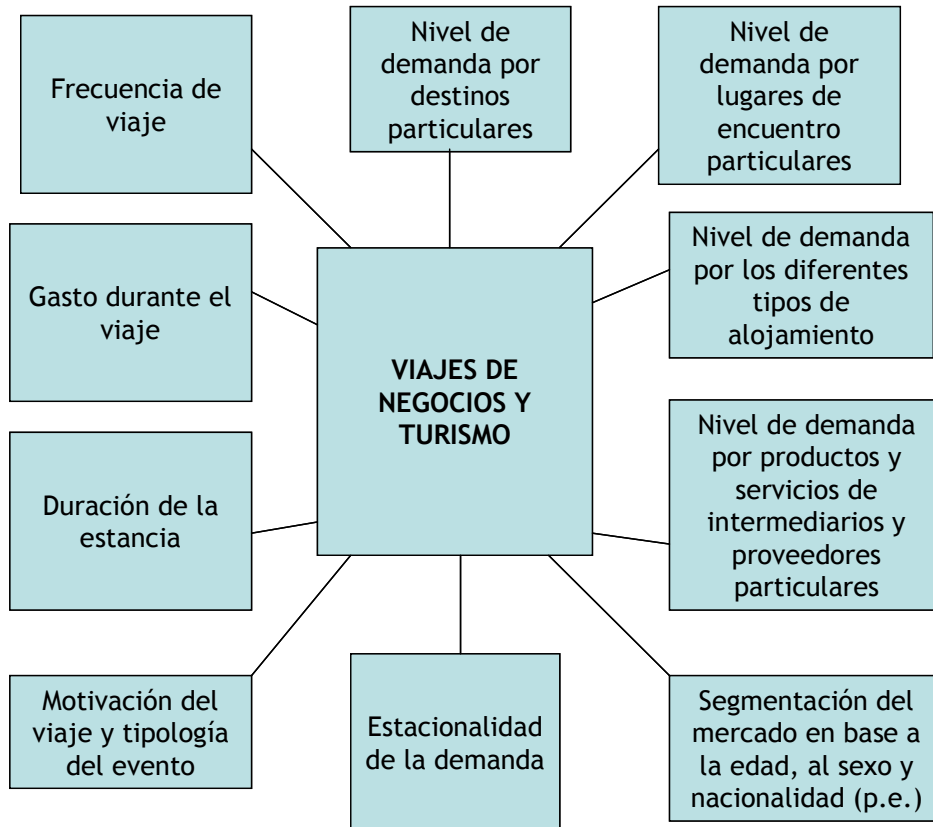 Frecuencia de
viaje
Nivel de
demanda por
destinos
particulares
Nivel de
demanda por
lugares de
encuentro
particulares
Gasto durante el
viaje
VIAJES DE
NEGOCIOS Y
TURISMO
Nivel de demanda
por los diferentes
tipos de
alojamiento
Duración de la
estancia
Nivel de demanda
por productos y
servicios de
intermediarios y
proveedores
particulares
Motivación del
viaje y tipología
del evento
Estacionalidad
de la demanda
Segmentación del
mercado en base a
la edad, al sexo y
nacionalidad (p.e.)